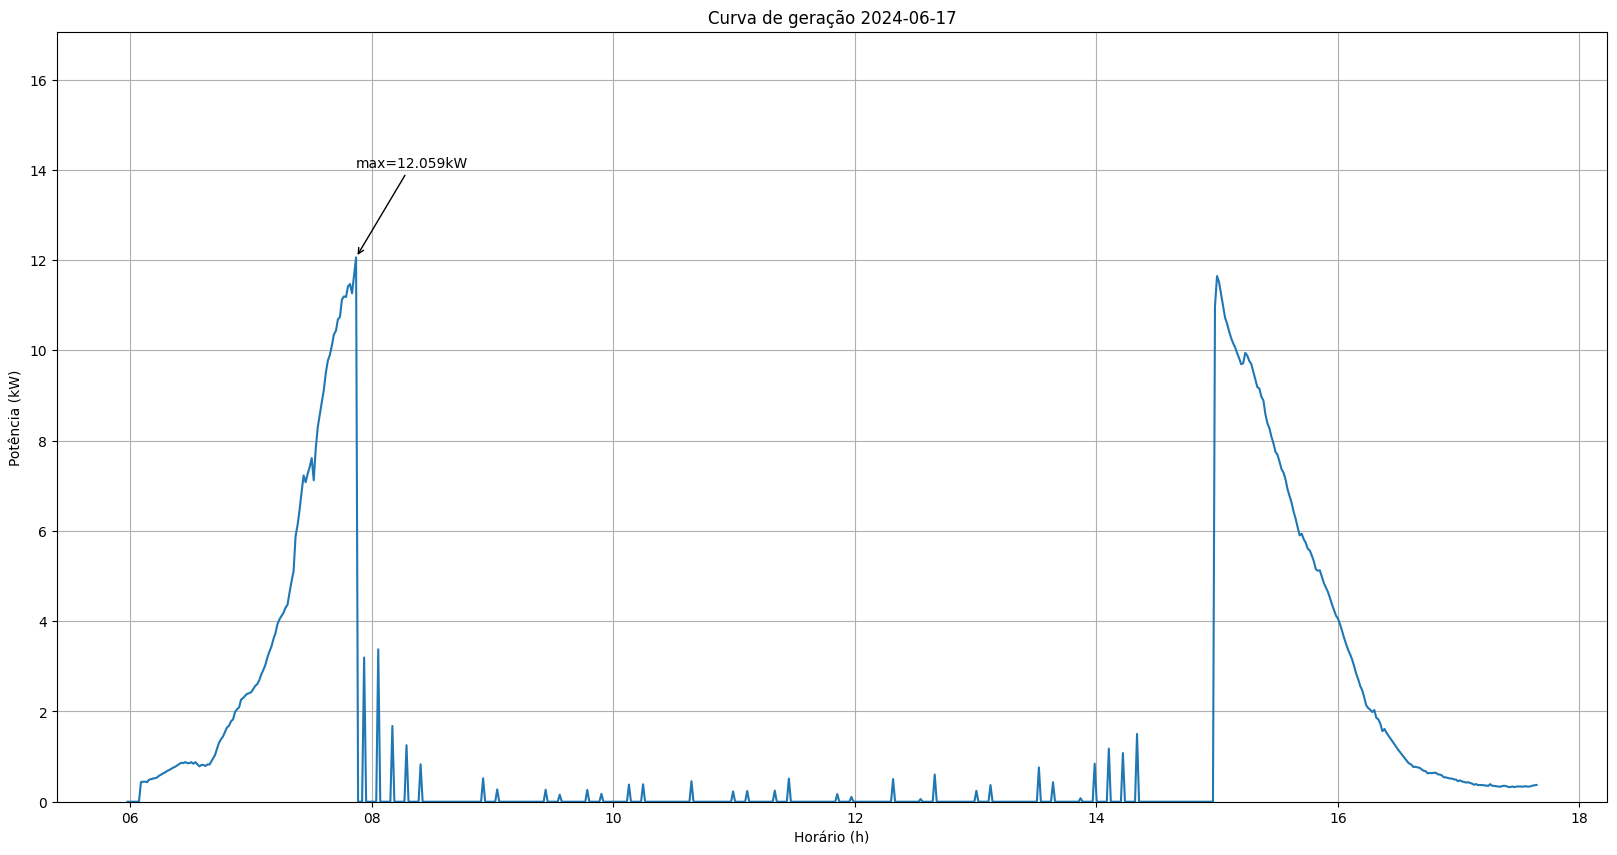 Curva de geração 2024-06-17
16
14
12
10
8
6
4
2
0
Potência (kW)
max=12.059kW
06 08 10 12 14 16 18
Horário (h)